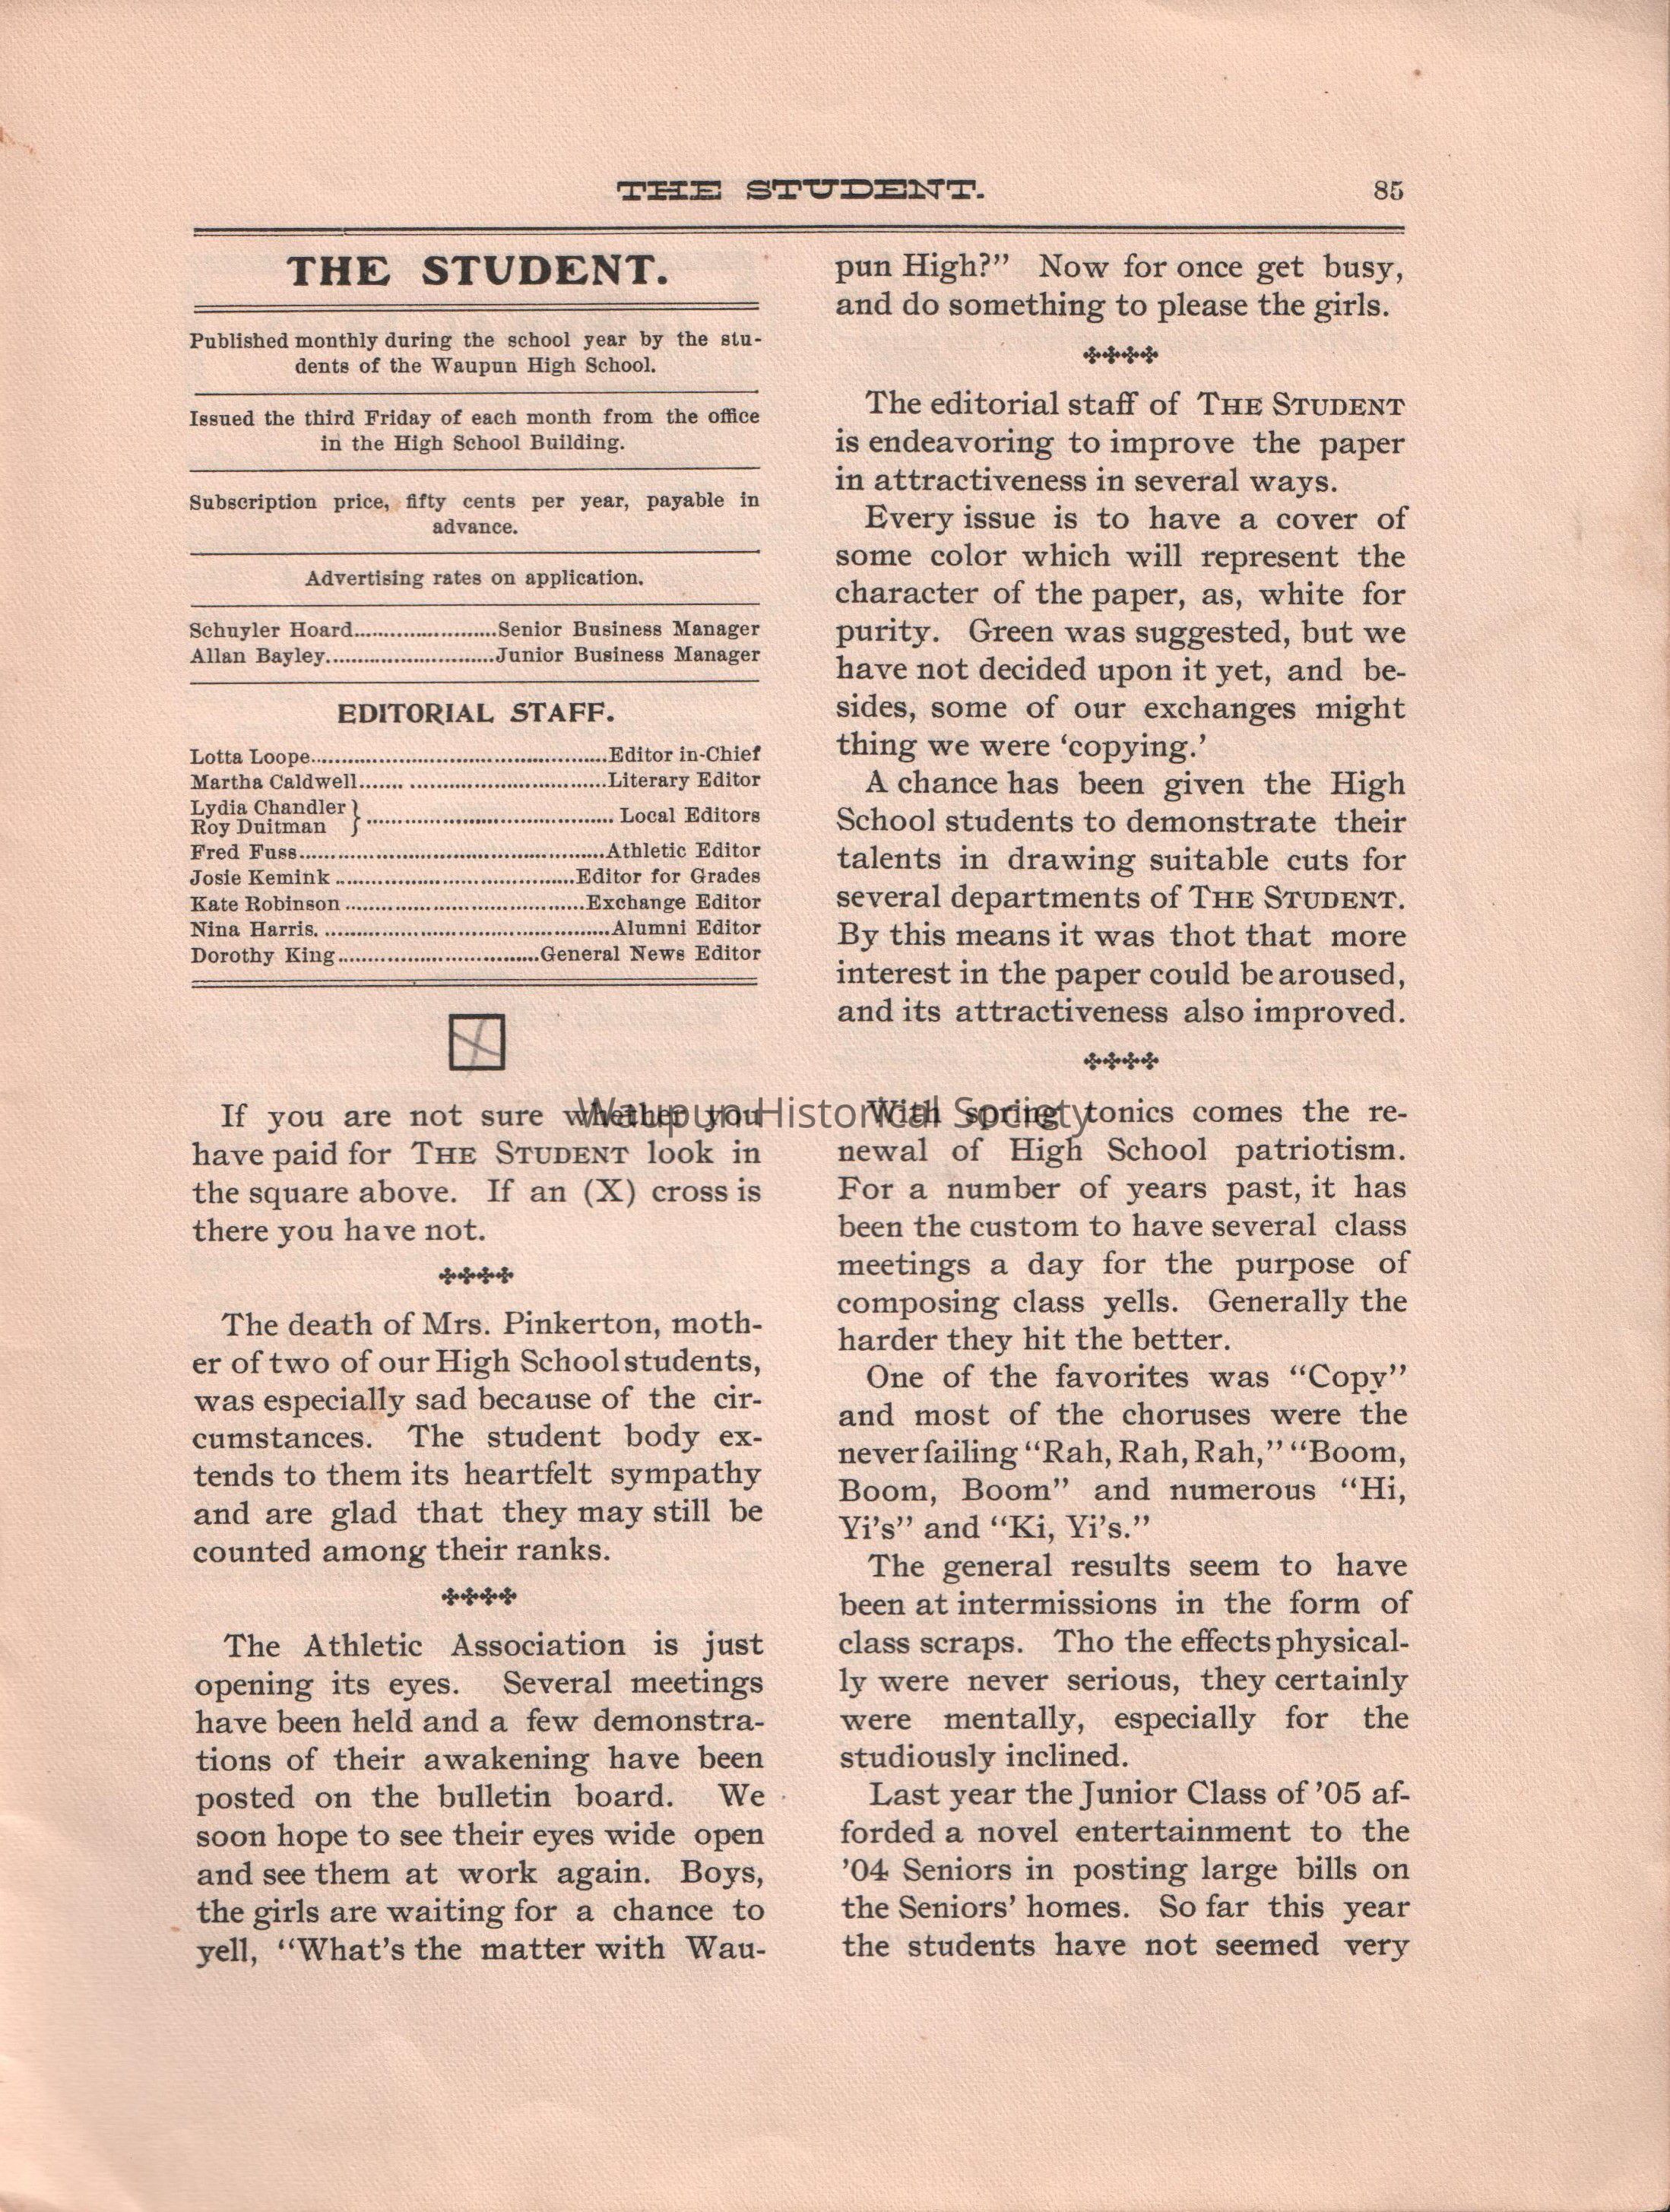 THE STUDENT.
85
THE STUDENT.
Published monthly during the school year by the stu-
dents of the Waupun High School.
Issued the third Friday of each month from the office
in the High School Building.
Subscription price, fifty cents per year, payable in
advance.
Advertising rates on application.
Schuyler Hoard........................Senior Business Manager
Allan Bayley............................Junior Business Manager
EDITORIAL STAFF.
Lotta Loope..................................................Editor in-Chief
Martha Caldwell....... .................................Literary Editor
Lydia Chandler }
Roy Duitman } .......................................... Local Editors
Fred Fuss....................................................Athletic Editor
Josie Kemink ........................................Editor for Grades
Kate Robinson .........................................Exchange Editor
Nina Harris. ................................................Alumni Editor
Dorothy King..................................General News Editor
X
If you are not sure whether you
have paid for THE STUDENT look in
the square above. If an (X) cross is
there you have not.
The death of Mrs. Pinkerton, moth-
er of two of our High School students,
was especially sad because of the cir-
cumstances. The student body ex-
tends to them its heartfelt sympathy
and are glad that they may still be
counted among their ranks.
The Athletic Association is just
opening its eyes. Several meetings
have been held and a few demonstra-
tions of their awakening have been
posted on the bulletin board. We
soon hope to see their eyes wide open
and see them at work again. Boys,
the girls are waiting for a chance to
yell, "What's the matter with Wau-
pun High?" Now for once get busy,
and do something to please the girls.
The editorial staff of THE STUDENT
is endeavoring to improve the paper
in attractiveness in several ways.
Every issue is to have a cover of
some color which will represent the
character of the paper, as, white for
purity. Green was suggested, but we
have not decided upon it yet, and be-
sides, some of our exchanges might
thing we were 'copying.'
A chance has been given the High
School students to demonstrate their
talents in drawing suitable cuts for
several departments of THE STUDENT.
By this means it was thot that more
interest in the paper could be aroused,
and its attractiveness also improved.
With spring tonics comes the re-
newal of High School patriotism.
For a number of years past, it has
been the custom to have several class
meetings a day for the purpose of
composing class yells. Generally the
harder they hit the better.
One of the favorites was "Copy"
and most of the choruses were the
never failing "Rah, Rah, Rah," "Boom,
Boom, Boom" and numerous "Hi,
Yi's" and "Ki, Yi's."
The general results seem to have
been at intermissions in the form of
class scraps. Tho the effects physical-
ly were never serious, they certainly
were mentally, especially for the
studiously inclined.
Last year the Junior Class of '05 af-
forded a novel entertainment to the
'04 Seniors in posting large bills on
the Seniors' homes. So far this year
the students have not seemed very
Waupun Historical Society